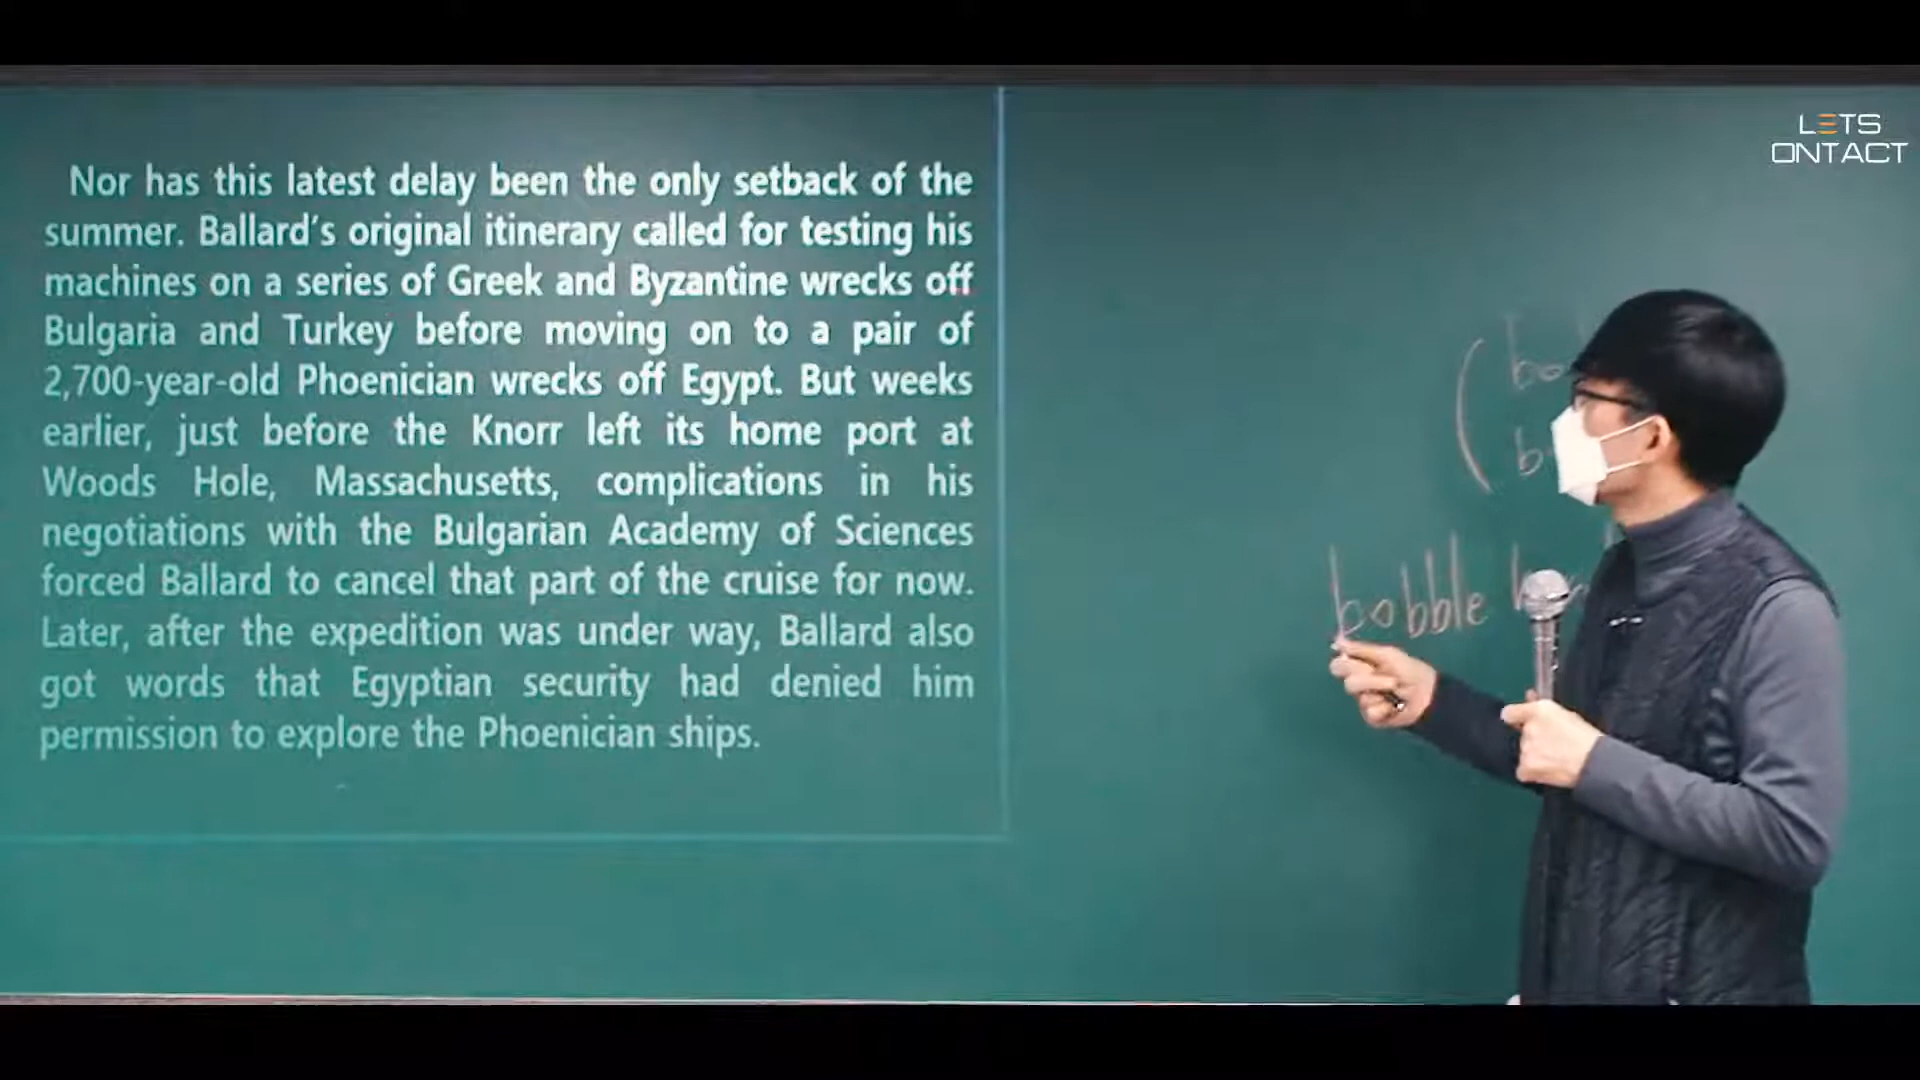 LETS
ONTACT
Nor has this latest delay been the only setback of the
summer. Ballard's original itinerary called for testing his
machines on a series of Greek and Byzantine wrecks off
Bulgaria and Turkey before moving on to a pair of
2,700-year-old Phoenician wrecks off Egypt. But weeks
earlier, just before the Knorr left its home port at
Woods Hole, Massachusetts, complications in his
negotiations with the Bulgarian Academy of Sciences
forced Ballard to cancel that part of the cruise for now.
Later, after the expedition was under way, Ballard also
got words that Egyptian security had denied him
permission to explore the Phoenician ships.
bobble